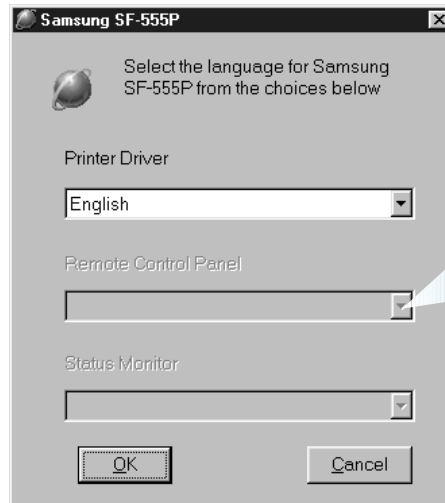 Samsung SF-555P
Select the language for Samsung
SF-555P from the choices below
Printer Driver
English
Remote Control Panel
Status Monitor
OK
Cancel